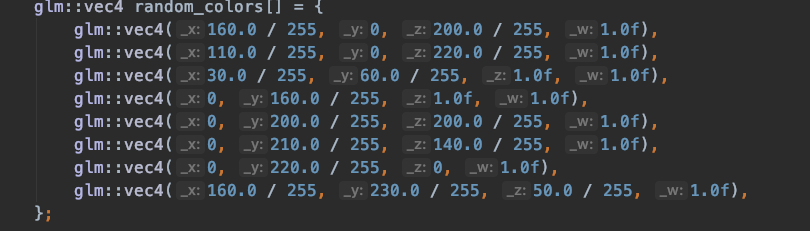 glm::vec4 random_colors[] = {
glm::vec4(_x: 160.0 / 255, _y: 0, _z: 200.0 / 255, _w: 1.0f),
glm::vec4(_x: 110.0 / 255, _y: 0, _z: 220.0 / 255, _w: 1.0f),
glm::vec4(_x: 30.0 / 255, _y: 60.0 / 255, _z: 1.0f, _w: 1.0f),
glm::vec4(_x: 0, _y: 160.0 / 255, _z: 1.0f, _w: 1.0f),
glm::vec4(_x: 0, _y: 200.0 / 255, _z: 200.0 / 255, _w: 1.0f),
glm::vec4(_x: 0, _y: 210.0 / 255, _z: 140.0 / 255, _w: 1.0f),
glm::vec4(_x: 0, _y: 220.0 / 255, _z: 0, _w: 1.0f),
glm::vec4(_x: 160.0 / 255, _y: 230.0 / 255, _z: 50.0 / 255, _w: 1.0f),
};